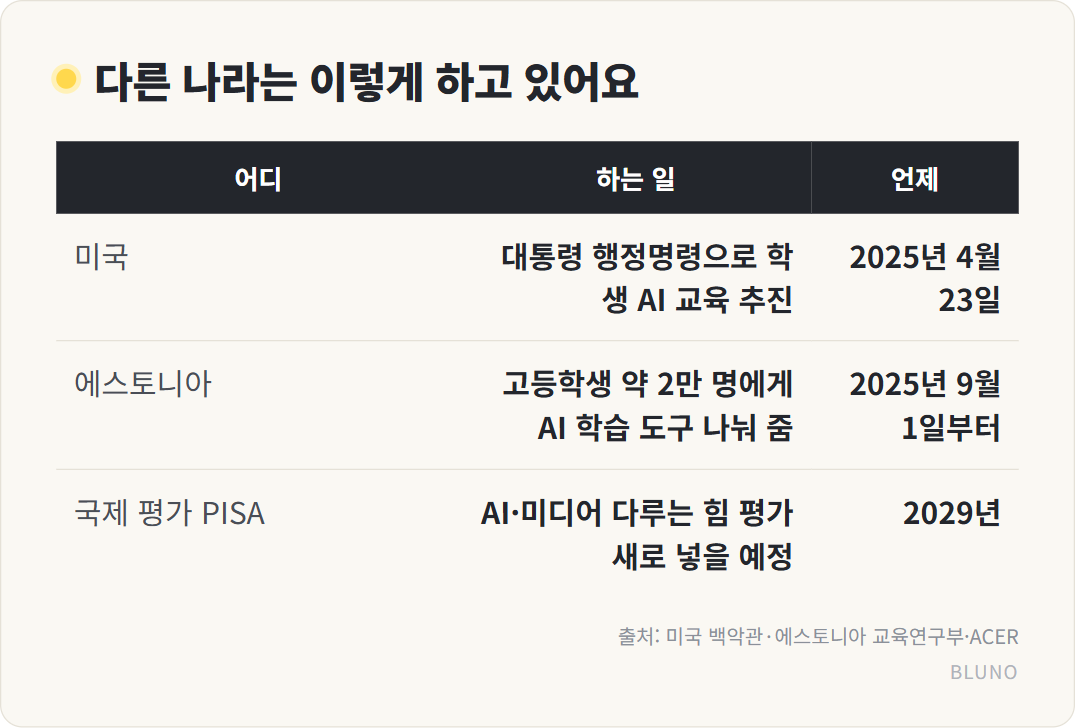 다른 나라는 이렇게 하고 있어요
어디 하는 일 언제
미국 대통령 행정명령으로 학 2025년 4월
생 AI 교육 추진 23일
에스토니아 고등학생 약 2만 명에게 2025년 9월
AI 학습 도구 나눠 줌 1일부터
국제 평가 PISA AI·미디어 다루는 힘 평가 2029년
새로 넣을 예정
출처: 미국 백악관·에스토니아 교육연구부·ACER
BLUNO